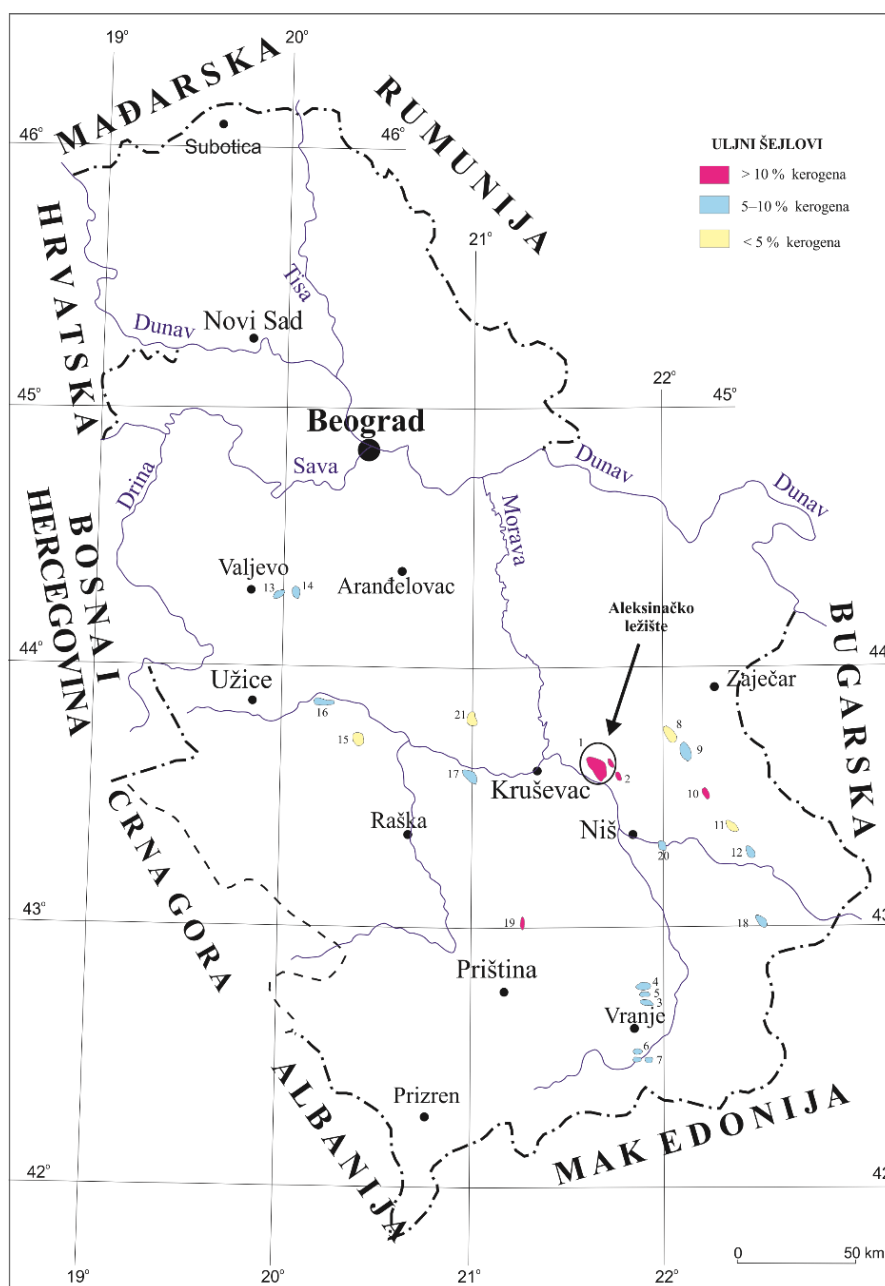 19°
20°
MAĐARSKA
RUMUNIJA
46°
46°
Subotica
ULJNI ŠEJLOVI
> 10 % kerogena
5–10 % kerogena
< 5 % kerogena
HRVATSKA
21°
Tisa
Dunav
Novi Sad
45°
22°
45°
Beograd
Sava
Drina
Dunav
Dunav
Morava
BOSNA I
HERCEGOVINA
Valjevo
13
14
Aranđelovac
Aleksinačko
ležište
BUGARSKA
44°
44
Užice
Zaječar
16
21
15
8
9
1
2
17
Kruševac
10
CRNA GORA
Raška
Niš
11
20
12
43°
19
18
43
Priština
4
5
3
Vranje
6
7
ALBANIJA
Prizren
MAKEDONIJA
42°
42
0
50 km
19°
20°
21°
22°